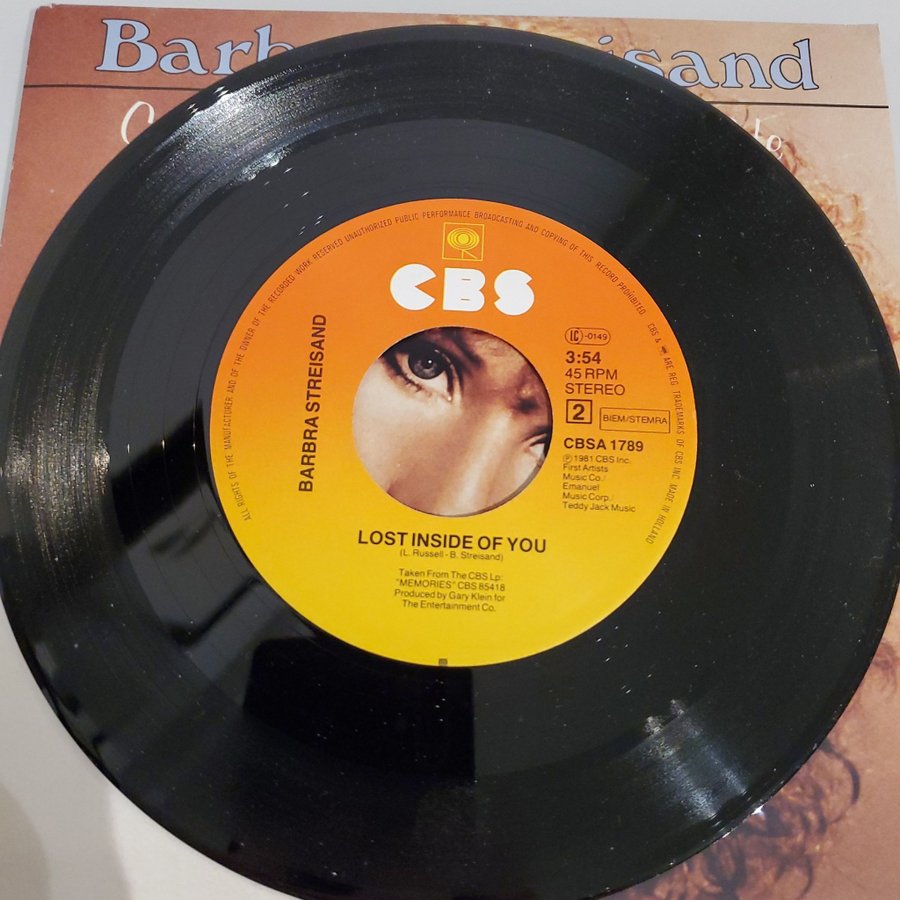 Barb isand
ALL RIGHTS OF THE MANUFACTURER AND OF THE OWNER OF THE RECORDED WORK RESERVED UNAUTHORIZED PUBLIC PERFORMANCE BROADCASTING AND COPYING OF THIS RECORD PROHIBITED. CBS & ARE REG. TRADEMARKS OF CBS INC. MADE IN HOLLAND
CBS
BARBRA STREISAND
IC -0149
3:54
45 RPM
STEREO
2 BIEM/STEMRA
CBSA 1789
℗ 1981 CBS Inc.
First Artists
Music Co./
Emanuel
Music Corp./
Teddy Jack Music
LOST INSIDE OF YOU
(L. Russell - B. Streisand)
Taken From The CBS Lp:
"MEMORIES" CBS 85418
Produced by Gary Klein for
The Entertainment Co.